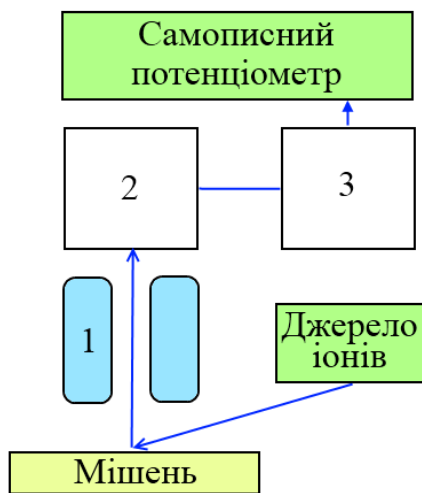 Самописний
потенціометр
2
3
1
Джерело
іонів
Мішень